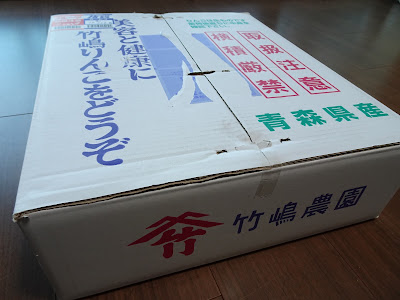 美容と健康に
竹嶋りんごをどうぞ
取扱注意
横積厳禁
青森県産
竹
竹嶋農園